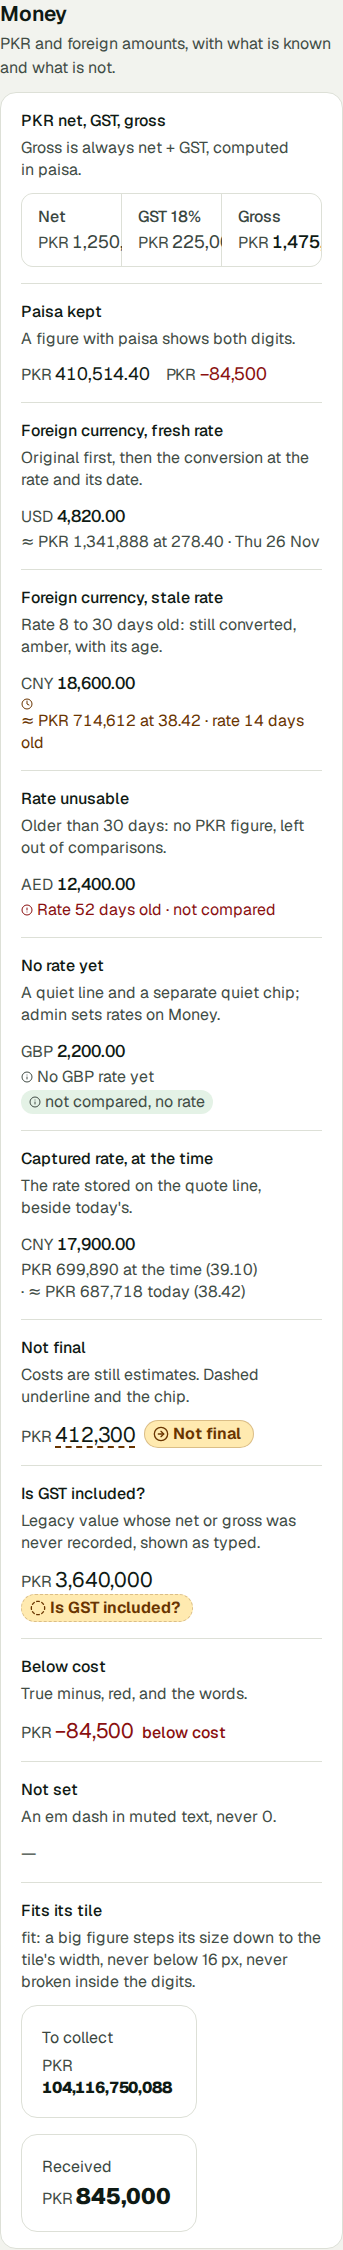 Money
PKR and foreign amounts, with what is known
and what is not.
PKR net, GST, gross
Gross is always net + GST, computed
in paisa.
Net GST 18% Gross
PKR 1,250, PKR 225,0 PKR 1,475
Paisa kept
A figure with paisa shows both digits.
PKR 410,514.40 PKR −84,500
Foreign currency, fresh rate
Original first, then the conversion at the
rate and its date.
USD 4,820.00
≈ PKR 1,341,888 at 278.40 · Thu 26 Nov
Foreign currency, stale rate
Rate 8 to 30 days old: still converted,
amber, with its age.
CNY 18,600.00
≈ PKR 714,612 at 38.42 · rate 14 days
old
Rate unusable
Older than 30 days: no PKR figure, left
out of comparisons.
AED 12,400.00
Rate 52 days old · not compared
No rate yet
A quiet line and a separate quiet chip;
admin sets rates on Money.
GBP 2,200.00
No GBP rate yet
not compared, no rate
Captured rate, at the time
The rate stored on the quote line,
beside today's.
CNY 17,900.00
PKR 699,890 at the time (39.10)
· ≈ PKR 687,718 today (38.42)
Not final
Costs are still estimates. Dashed
underline and the chip.
PKR 412,300 Not final
Is GST included?
Legacy value whose net or gross was
never recorded, shown as typed.
PKR 3,640,000
Is GST included?
Below cost
True minus, red, and the words.
PKR −84,500 below cost
Not set
An em dash in muted text, never 0.
—
Fits its tile
fit: a big figure steps its size down to the
tile's width, never below 16 px, never
broken inside the digits.
To collect
PKR
104,116,750,088
Received
PKR 845,000